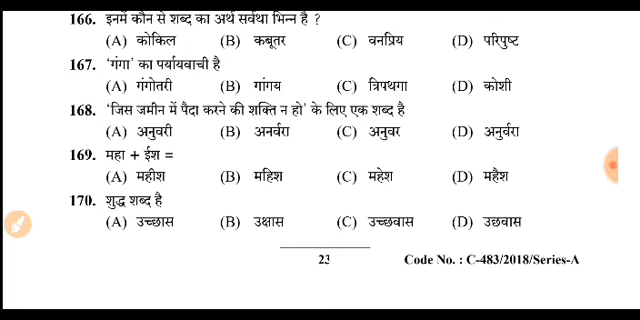 166. इनमें कौन से शब्द का अर्थ सर्वथा भिन्न है ?
(A) कोकिल (B) कबूतर (C) वनप्रिय (D) परिपुष्ट
167. ‘गंगा’ का पर्यायवाची है
(A) गंगोतरी (B) गांगय (C) त्रिपथगा (D) कोशी
168. ‘जिस जमीन में पैदा करने की शक्ति न हो’ के लिए एक शब्द है
(A) अनुवरी (B) अनर्वरा (C) अनुवर (D) अनुर्वरा
169. महा + ईश =
(A) महीश (B) महिश (C) महेश (D) महैश
170. शुद्ध शब्द है
(A) उच्छास (B) उक्षास (C) उच्छवास (D) उछवास
23 Code No. : C-483/2018/Series-A